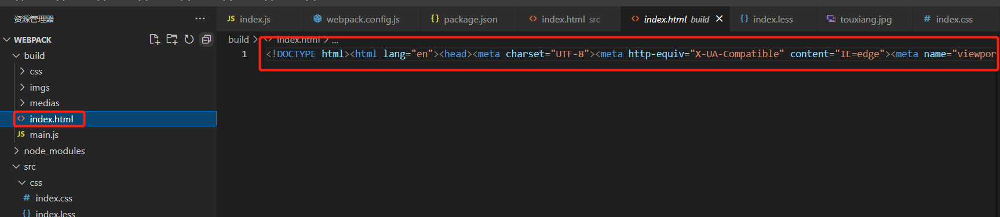 资源管理器 ···
JS index.js webpack.config.js {} package.json <> index.html src <> index.html build × {} index.less touxiang.jpg # index.css
WEBPACK
build > <> index.html > ...
1 <!DOCTYPE html><html lang="en"><head><meta charset="UTF-8"><meta http-equiv="X-UA-Compatible" content="IE=edge"><meta name="viewpor
build
css
imgs
medias
<> index.html
JS main.js
node_modules
src
css
# index.css
{} index.less